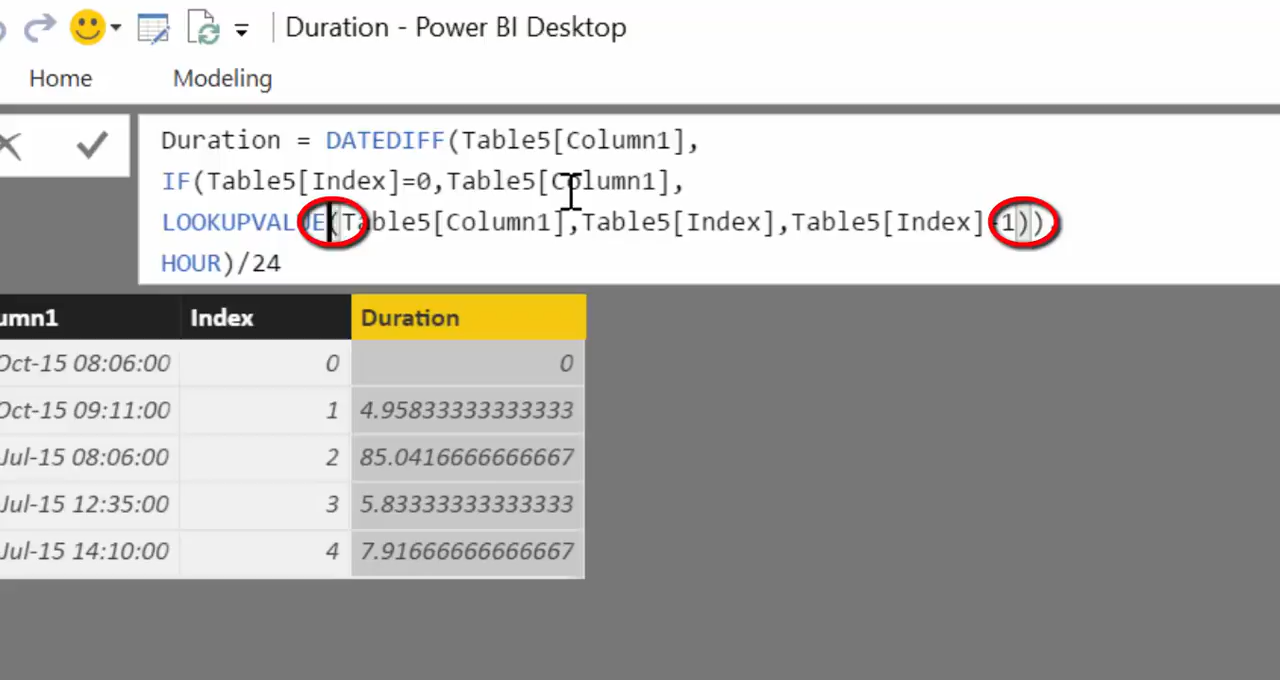 Duration - Power BI Desktop
Home Modeling
Duration = DATEDIFF(Table5[Column1],
IF(Table5[Index]=0,Table5[Column1],
LOOKUPVALUE(Table5[Column1],Table5[Index],Table5[Index]-1)),
HOUR)/24
umn1 Index Duration
Oct-15 08:06:00 0 0
Oct-15 09:11:00 1 4.95833333333333
Jul-15 08:06:00 2 85.0416666666667
Jul-15 12:35:00 3 5.83333333333333
Jul-15 14:10:00 4 7.91666666666667